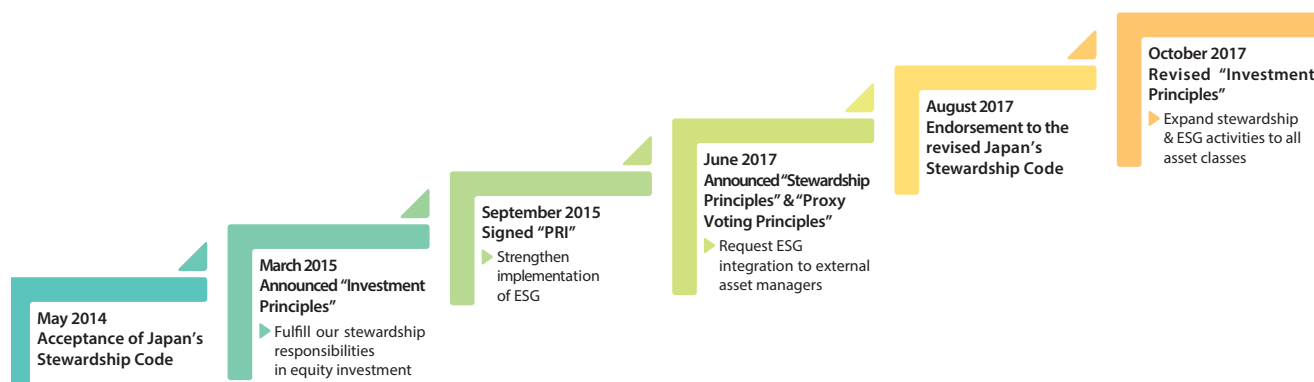 May 2014
Acceptance of Japan’s
Stewardship Code
March 2015
Announced “Investment
Principles”
Fulfill our stewardship
responsibilities
in equity investment
September 2015
Signed “PRI”
Strengthen
implementation
of ESG
June 2017
Announced “Stewardship
Principles” & “Proxy
Voting Principles”
Request ESG
integration to external
asset managers
August 2017
Endorsement to the
revised Japan’s
Stewardship Code
October 2017
Revised “Investment
Principles”
Expand stewardship
& ESG activities to all
asset classes